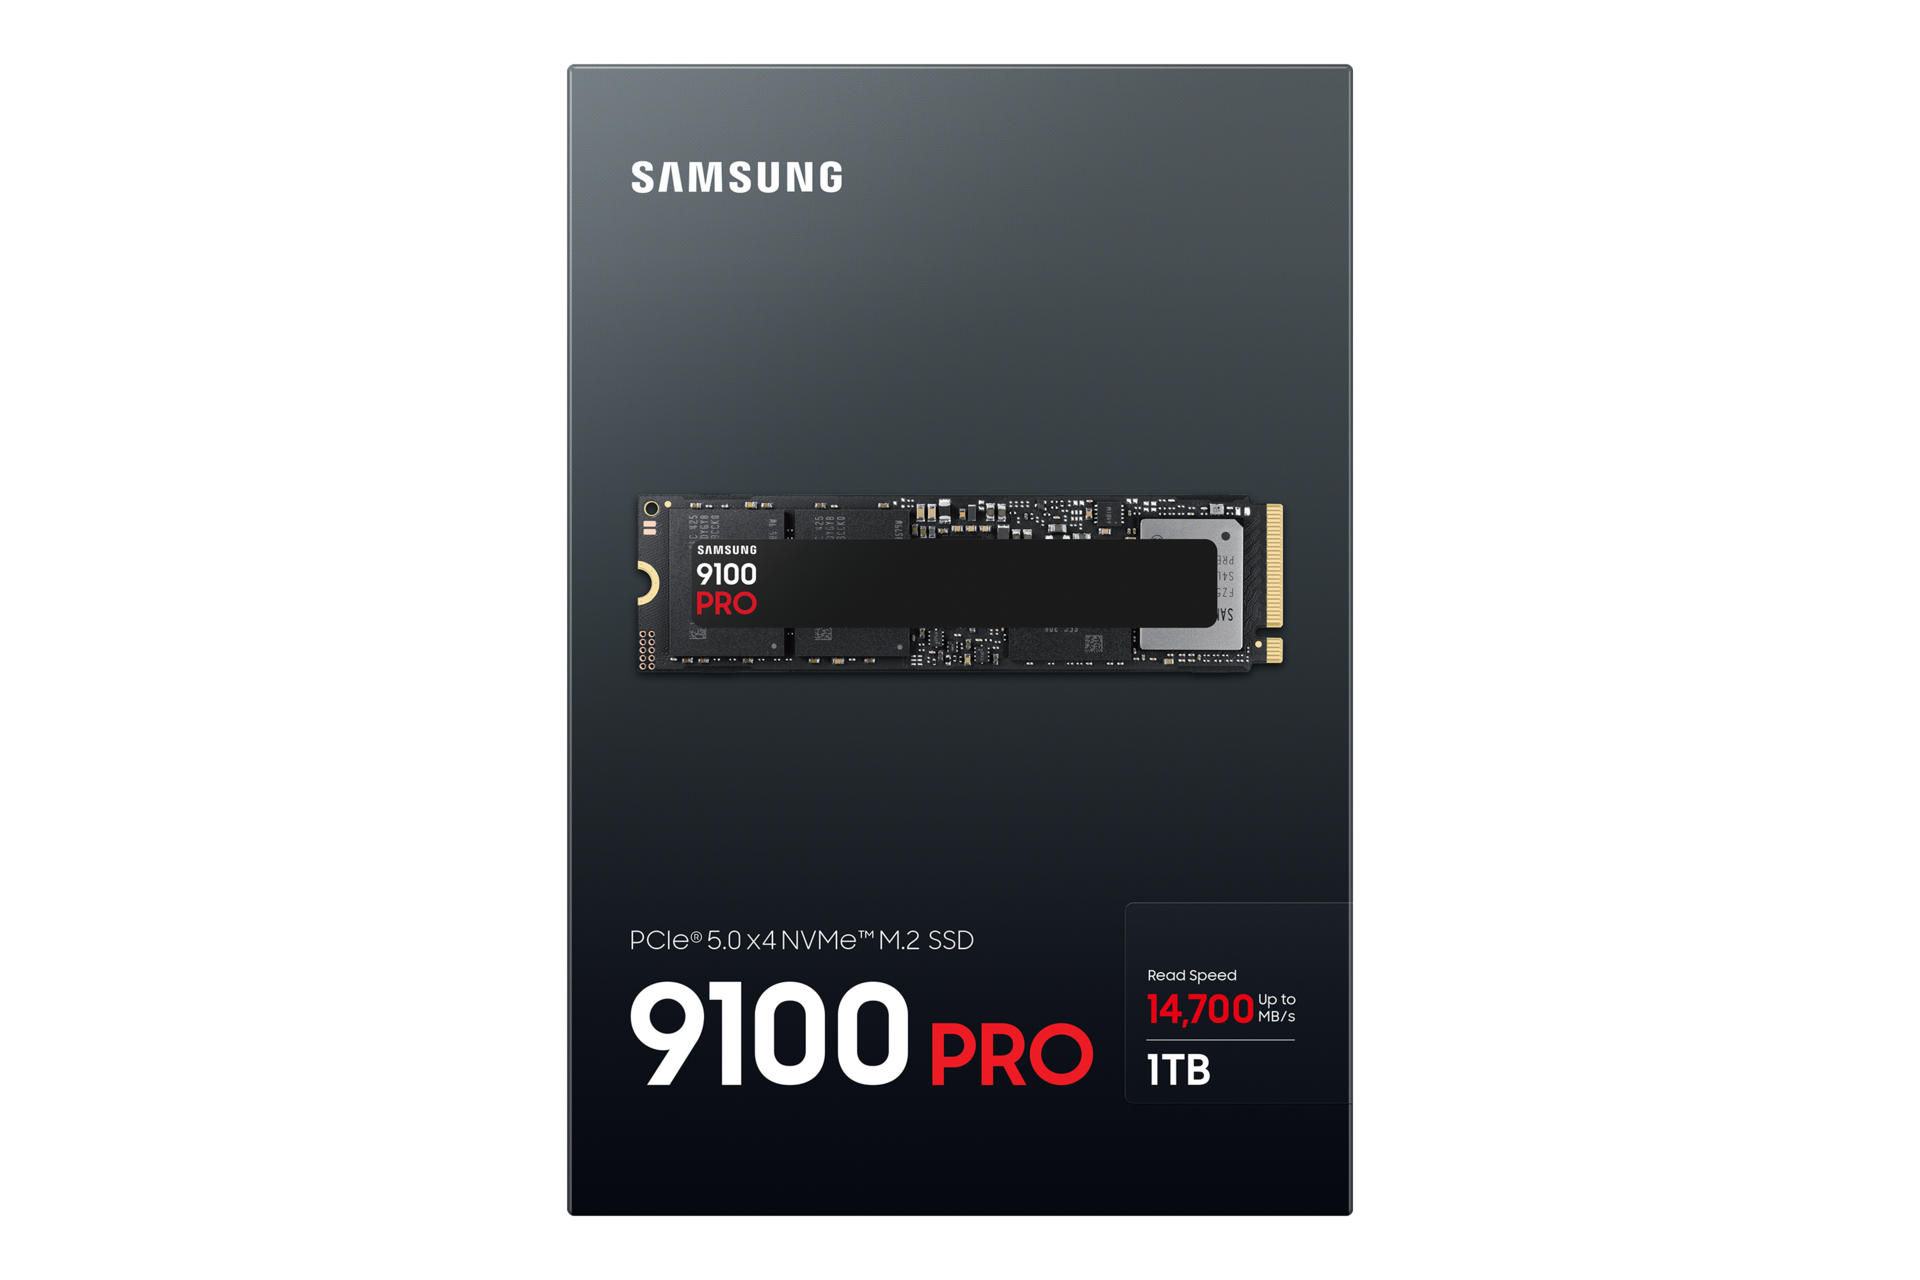 SAMSUNG
SAMSUNG
9100
PRO
PCIe® 5.0 x4 NVMe™ M.2 SSD
9100 PRO
Read Speed
14,700 Up to MB/s
1TB